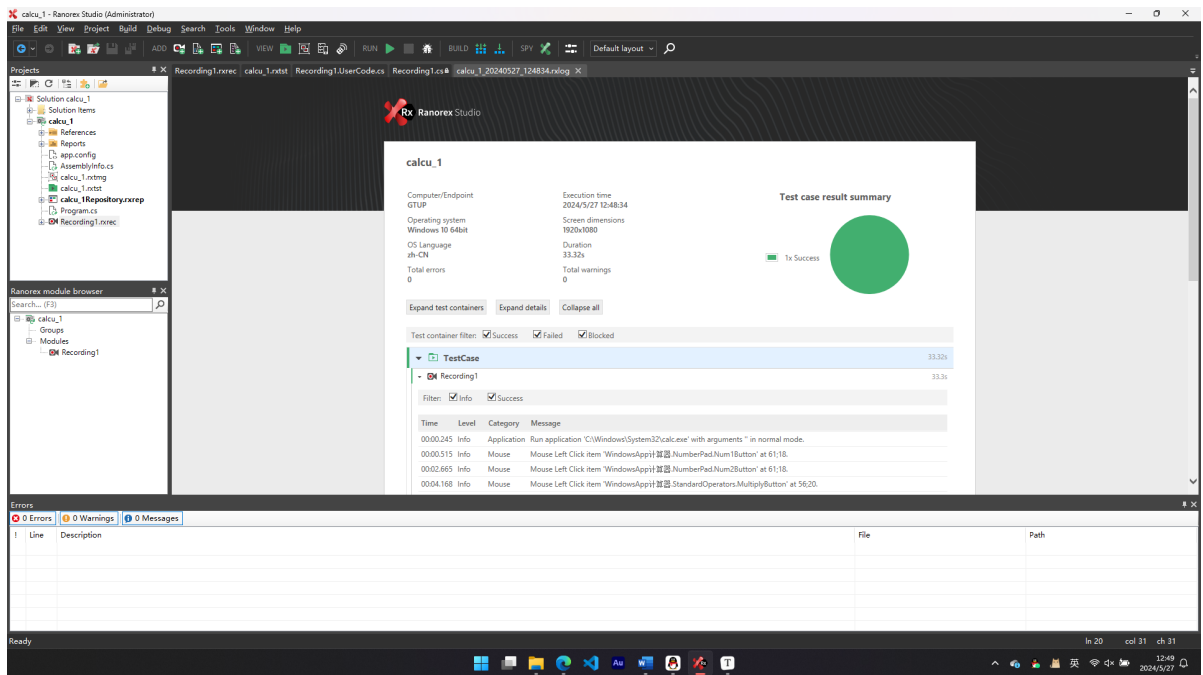 calcu_1 - Ranorex Studio (Administrator)
File Edit View Project Build Debug Search Tools Window Help
ADD VIEW RUN BUILD SPY Default layout
Projects
Recording1.rxrec calcu_1.rxtst Recording1.UserCode.cs Recording1.cs calcu_1_20240527_124834.rxlog
Solution calcu_1
Solution Items
calcu_1
References
Reports
app.config
AssemblyInfo.cs
calcu_1.rxtmg
calcu_1.rxtst
calcu_1Repository.rxrep
Program.cs
Recording1.rxrec
Ranorex module browser
Search... (F3)
calcu_1
Groups
Modules
Recording1
Rx Ranorex Studio
calcu_1
Computer/Endpoint
GTUP
Execution time
2024/5/27 12:48:34
Operating system
Windows 10 64bit
Screen dimensions
1920x1080
OS Language
zh-CN
Duration
33.32s
Total errors
0
Total warnings
0
Test case result summary
1x Success
Expand test containers Expand details Collapse all
Test container filter: Success Failed Blocked
TestCase 33.32s
Recording1 33.3s
Filter: Info Success
Time Level Category Message
00:00.245 Info Application Run application 'C:\Windows\System32\calc.exe' with arguments '' in normal mode.
00:00.515 Info Mouse Mouse Left Click item 'WindowsApp计算器.NumberPad.Num1Button' at 61;18.
00:02.665 Info Mouse Mouse Left Click item 'WindowsApp计算器.NumberPad.Num2Button' at 61;18.
00:04.168 Info Mouse Mouse Left Click item 'WindowsApp计算器.StandardOperators.MultiplyButton' at 56;20.
Errors
0 Errors 0 Warnings 0 Messages
! Line Description File Path
Ready ln 20 col 31 ch 31
Au W T 英 12:49
2024/5/27